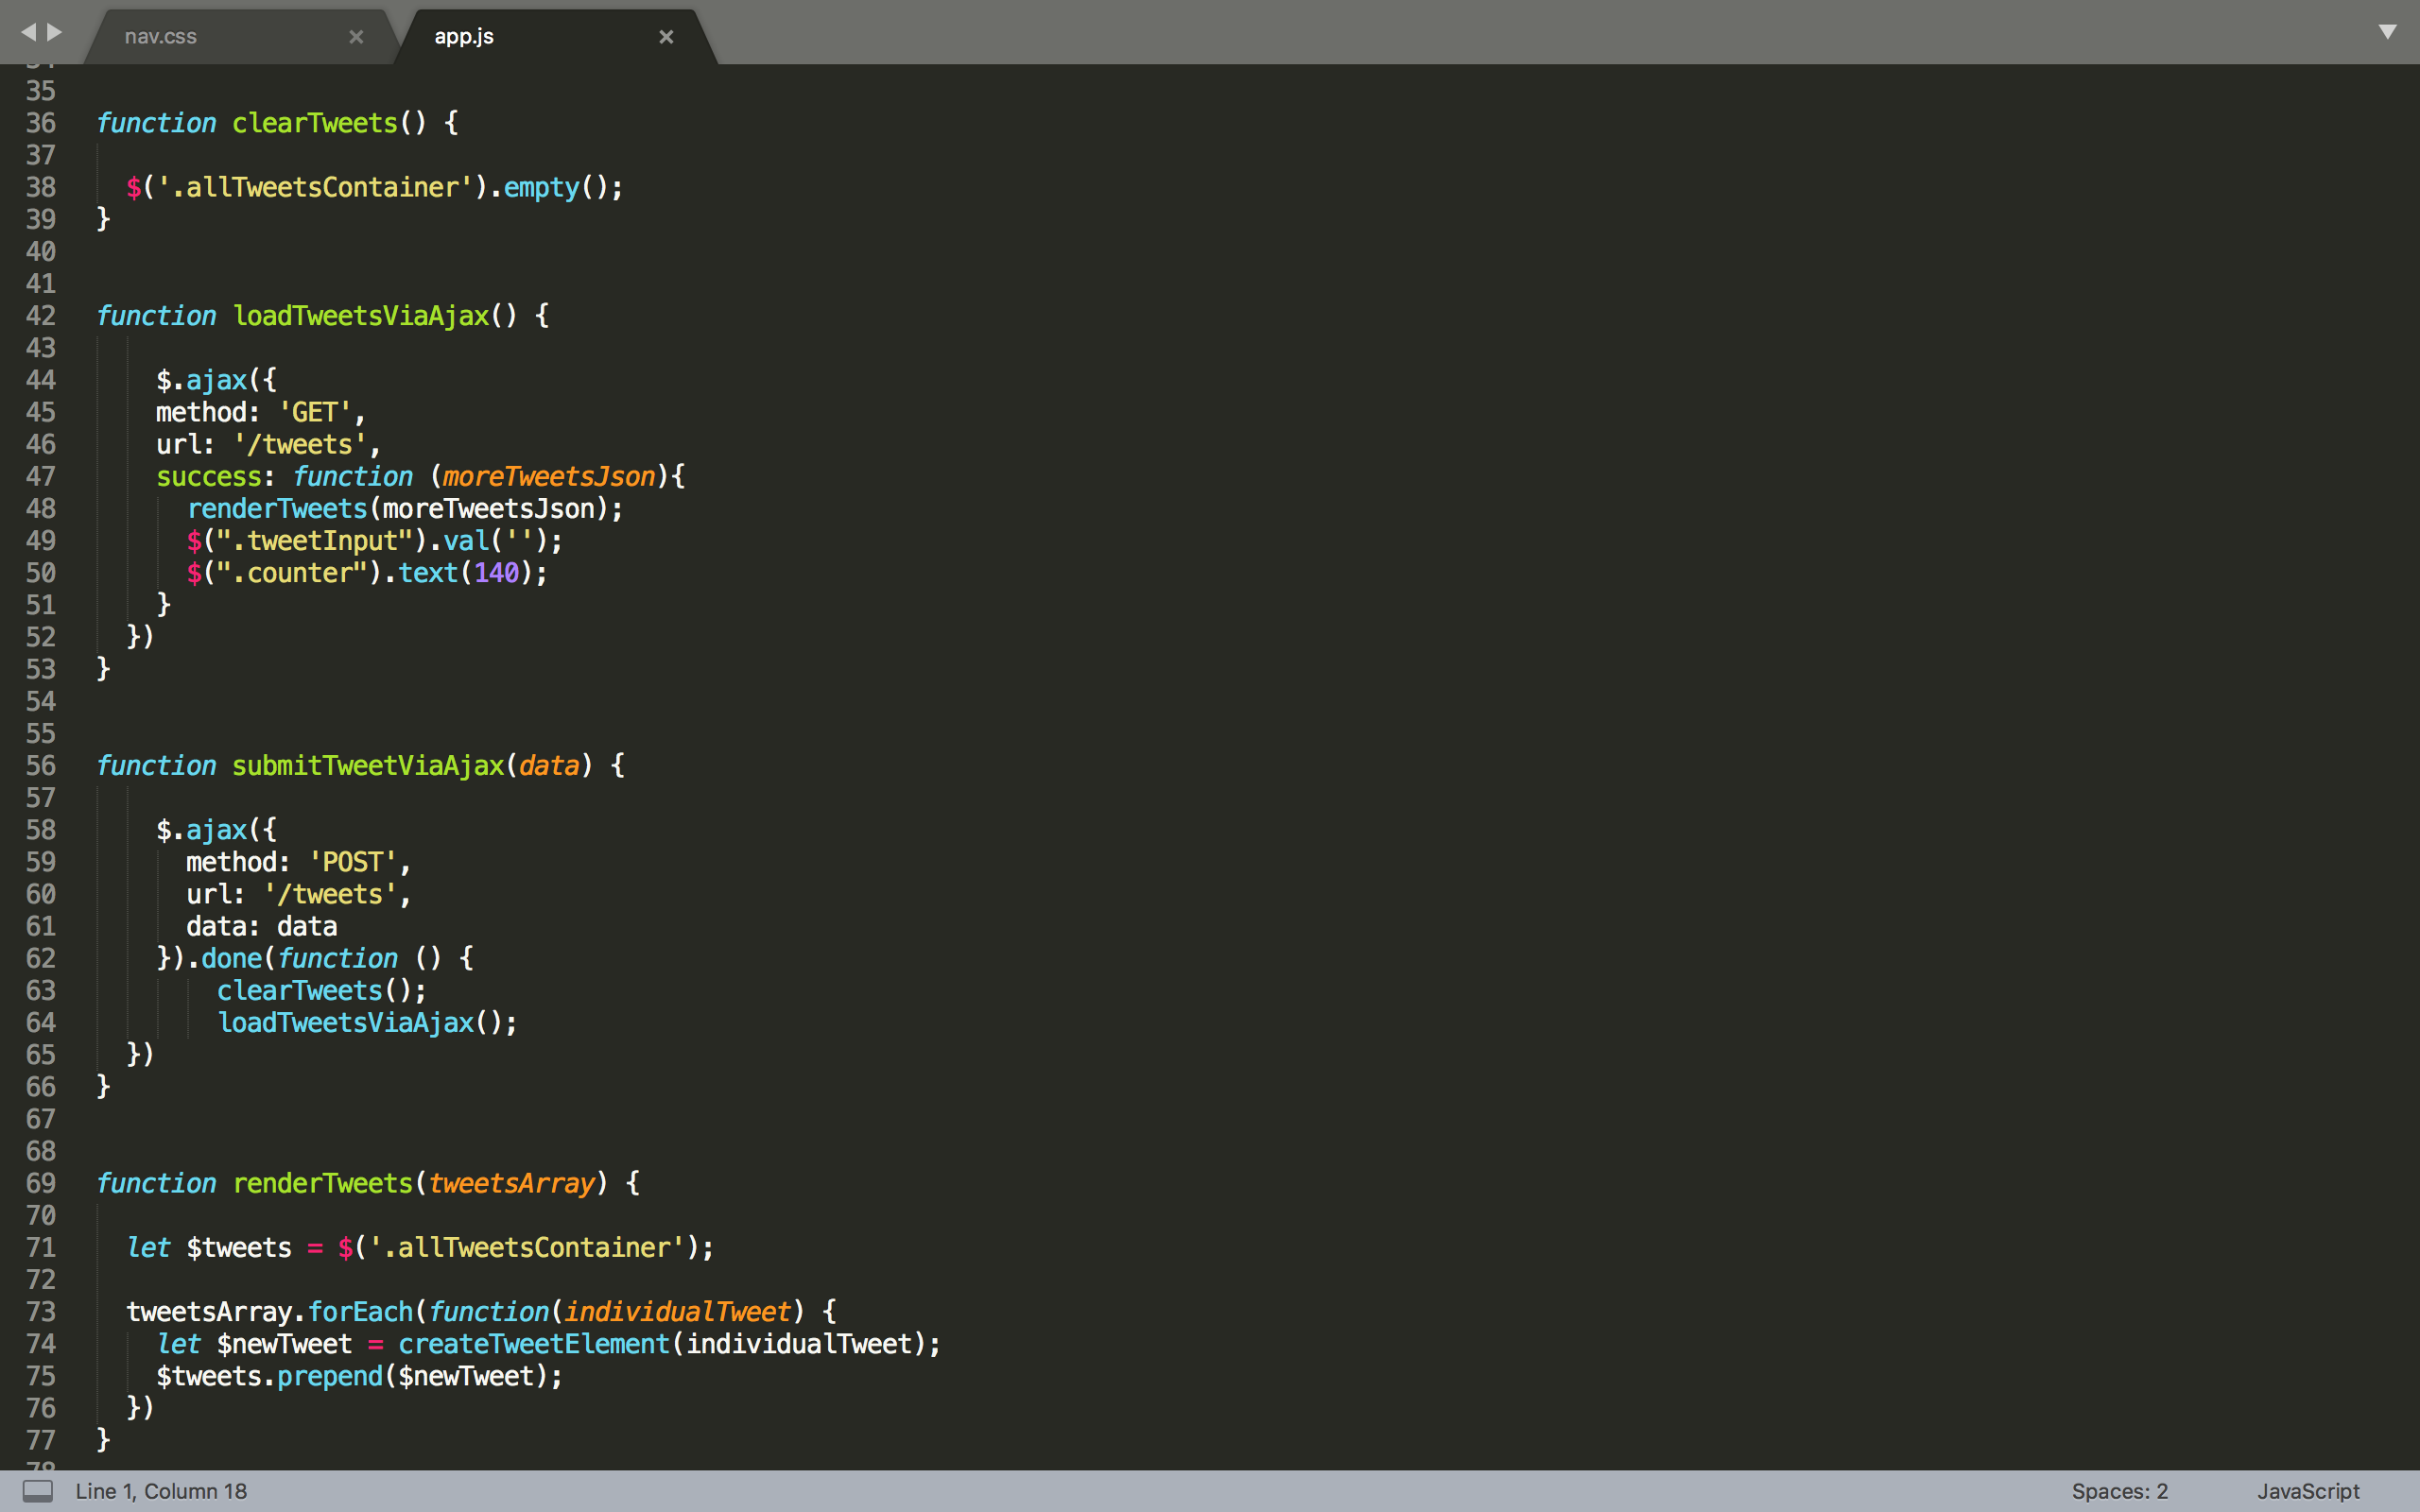 nav.css × app.js ×
35
36 function clearTweets() {
37
38   $('.allTweetsContainer').empty();
39 }
40
41
42 function loadTweetsViaAjax() {
43
44     $.ajax({
45     method: 'GET',
46     url: '/tweets',
47     success: function (moreTweetsJson){
48       renderTweets(moreTweetsJson);
49       $(".tweetInput").val('');
50       $(".counter").text(140);
51     }
52   })
53 }
54
55
56 function submitTweetViaAjax(data) {
57
58     $.ajax({
59       method: 'POST',
60       url: '/tweets',
61       data: data
62     }).done(function () {
63         clearTweets();
64         loadTweetsViaAjax();
65   })
66 }
67
68
69 function renderTweets(tweetsArray) {
70
71   let $tweets = $('.allTweetsContainer');
72
73   tweetsArray.forEach(function(individualTweet) {
74     let $newTweet = createTweetElement(individualTweet);
75     $tweets.prepend($newTweet);
76   })
77 }
Line 1, Column 18 Spaces: 2 JavaScript